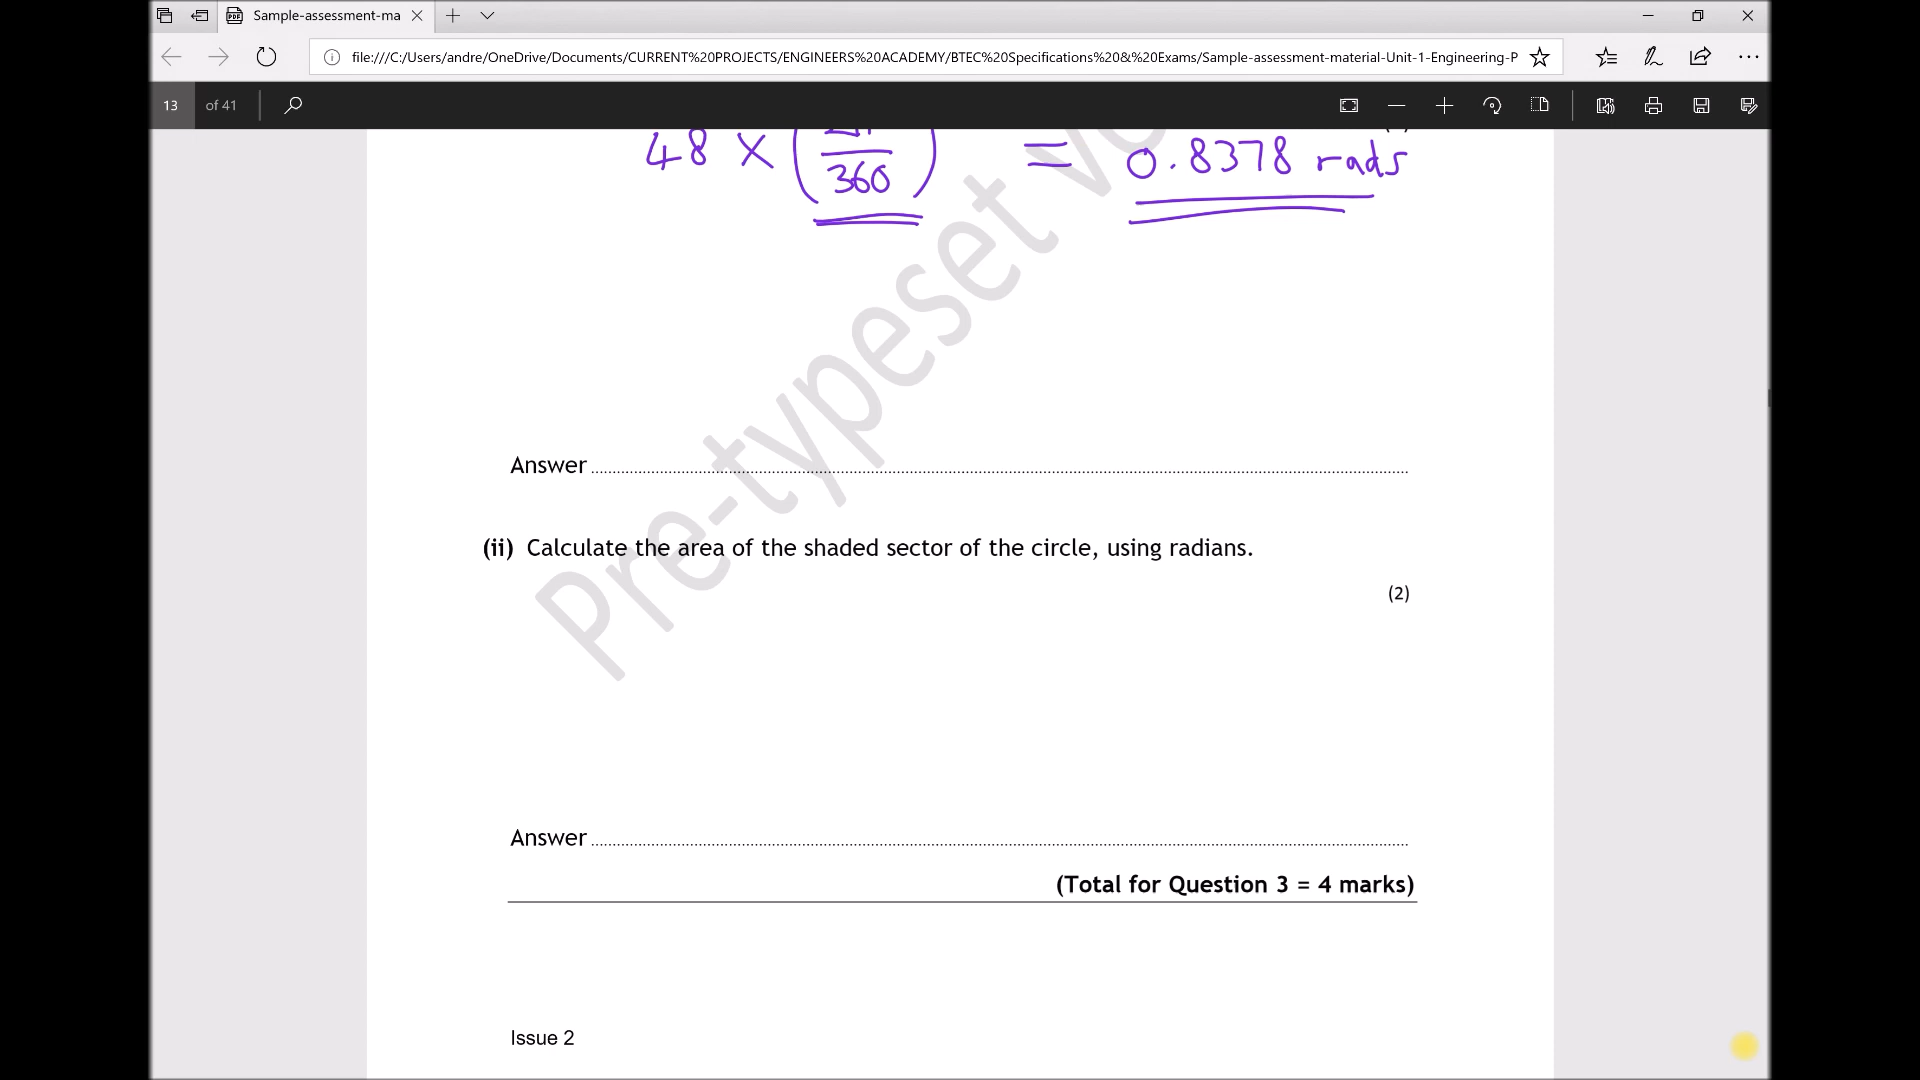 Sample-assessment-ma
file:///C:/Users/andre/OneDrive/Documents/CURRENT%20PROJECTS/ENGINEERS%20ACADEMY/BTEC%20Specifications%20&%20Exams/Sample-assessment-material-Unit-1-Engineering-P
13 of 41
48 × ( / 360 ) = 0.8378 rads
Pre-typeset
Answer
(ii) Calculate the area of the shaded sector of the circle, using radians.
(2)
Answer
(Total for Question 3 = 4 marks)
Issue 2